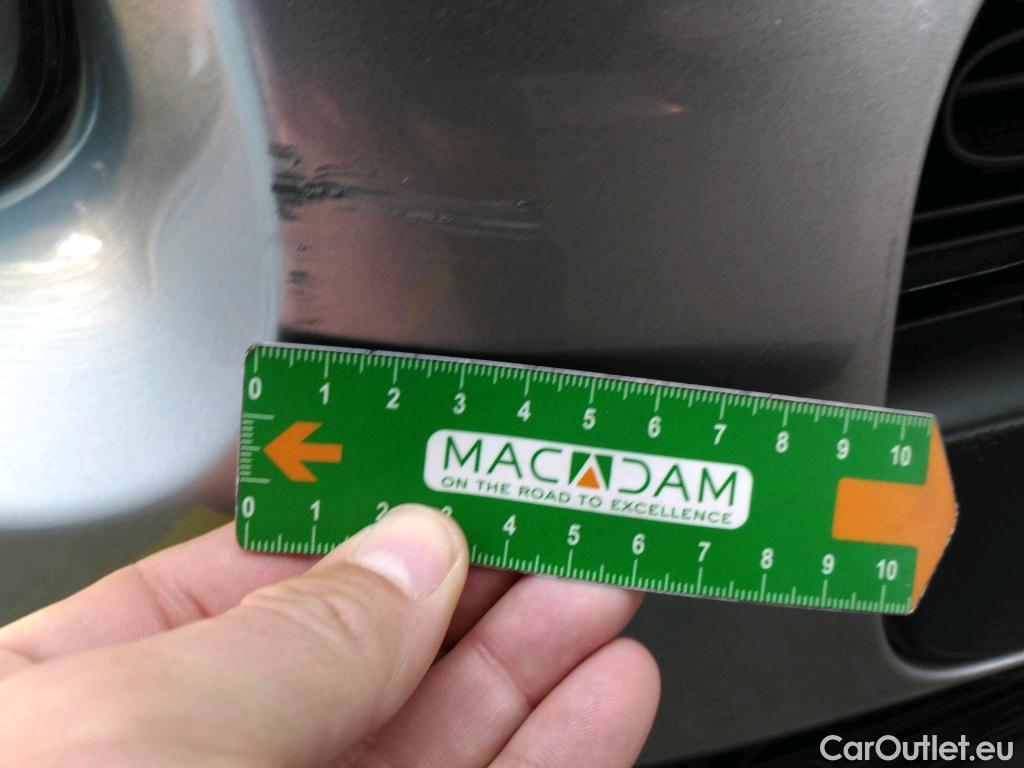 0 1 2 3 4 5 6 7 8 9 10
MACADAM
ON THE ROAD TO EXCELLENCE
0 1 2 3 4 5 6 7 8 9 10
CarOutlet.eu